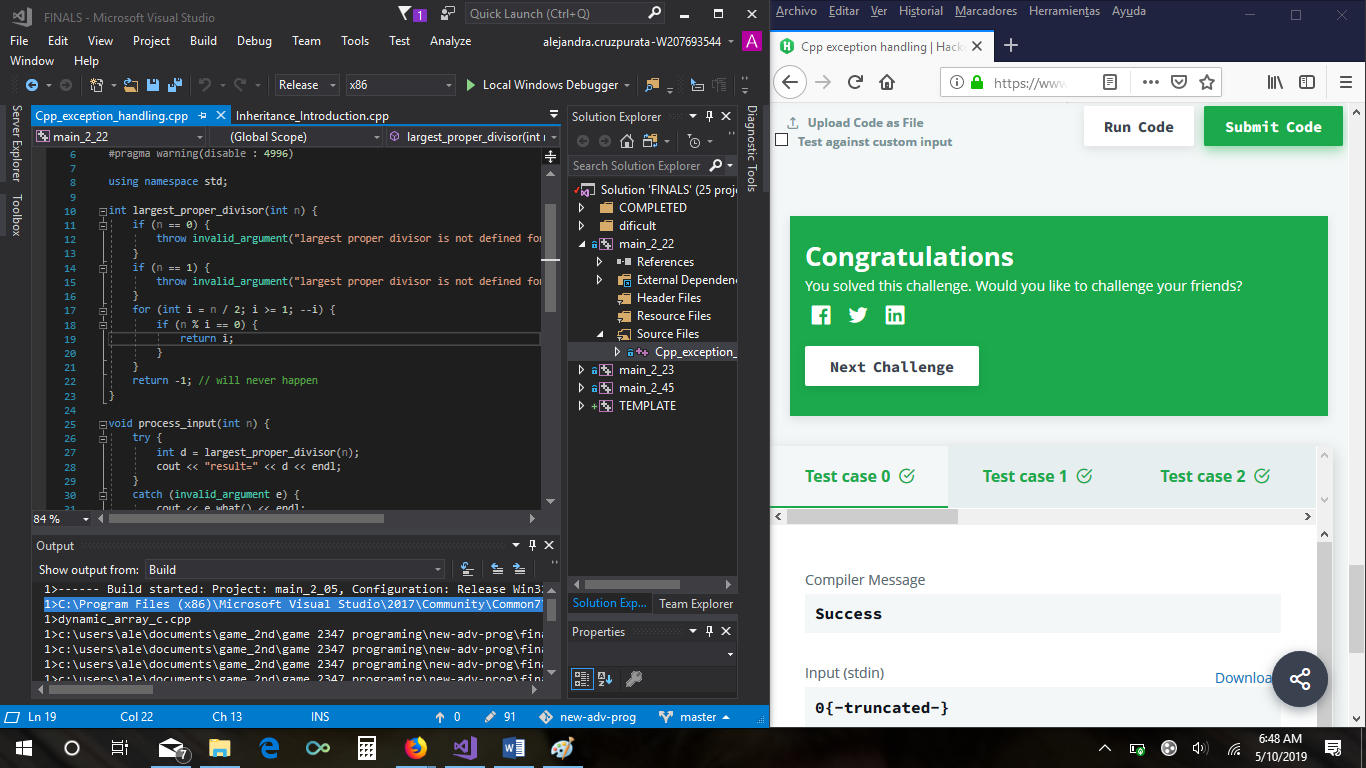 FINALS - Microsoft Visual Studio
1
Quick Launch (Ctrl+Q)
File Edit View Project Build Debug Team Tools Test Analyze
alejandra.cruzpurata-W207693544
A
Window Help
Release x86 Local Windows Debugger
Server Explorer
Toolbox
Cpp_exception_handling.cpp Inheritance_Introduction.cpp
main_2_22 (Global Scope) largest_proper_divisor(int
6 #pragma warning(disable : 4996)
7
8 using namespace std;
9
10 int largest_proper_divisor(int n) {
11 if (n == 0) {
12 throw invalid_argument("largest proper divisor is not defined fo
13 }
14 if (n == 1) {
15 throw invalid_argument("largest proper divisor is not defined fo
16 }
17 for (int i = n / 2; i >= 1; --i) {
18 if (n % i == 0) {
19 return i;
20 }
21 }
22 return -1; // will never happen
23 }
24
25 void process_input(int n) {
26 try {
27 int d = largest_proper_divisor(n);
28 cout << "result=" << d << endl;
29 }
30 catch (invalid_argument e) {
31 cout << e.what() << endl;
84 %
Output
Show output from: Build
1>------ Build started: Project: main_2_05, Configuration: Release Win32
1>C:\Program Files (x86)\Microsoft Visual Studio\2017\Community\Common7
1>dynamic_array_c.cpp
1>c:\users\ale\documents\game_2nd\game 2347 programing\new-adv-prog\fina
1>c:\users\ale\documents\game_2nd\game 2347 programing\new-adv-prog\fina
1>c:\users\ale\documents\game_2nd\game 2347 programing\new-adv-prog\fina
1>c:\users\ale\documents\game_2nd\game 2347 programing\new-adv-prog\fina
Solution Explorer
Search Solution Explorer
Solution 'FINALS' (25 proj
COMPLETED
dificult
main_2_22
References
External Dependen
Header Files
Resource Files
Source Files
Cpp_exception_
main_2_23
main_2_45
TEMPLATE
Solution Exp... Team Explorer
Properties
Diagnostic Tools
Ln 19 Col 22 Ch 13 INS 0 91 new-adv-prog master
Archivo Editar Ver Historial Marcadores Herramientas Ayuda
Cpp exception handling | Hack
https://www
Upload Code as File
Test against custom input
Run Code Submit Code
Congratulations
You solved this challenge. Would you like to challenge your friends?
Next Challenge
Test case 0 Test case 1 Test case 2
Compiler Message
Success
Input (stdin)
Download
0{-truncated-}
7
6:48 AM
5/10/2019